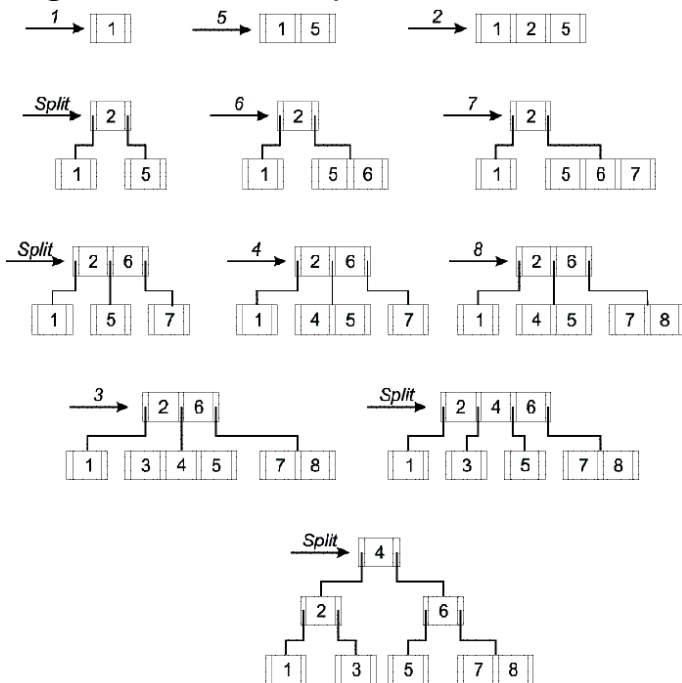 1 1 5 1 5 2 1 2 5
Split 2 6 2 7 2
1 5 1 5 6 1 5 6 7
Split 2 6 4 2 6 8 2 6
1 5 7 1 4 5 7 1 4 5 7 8
3 2 6 Split 2 4 6
1 3 4 5 7 8 1 3 5 7 8
Split 4
2 6
1 3 5 7 8